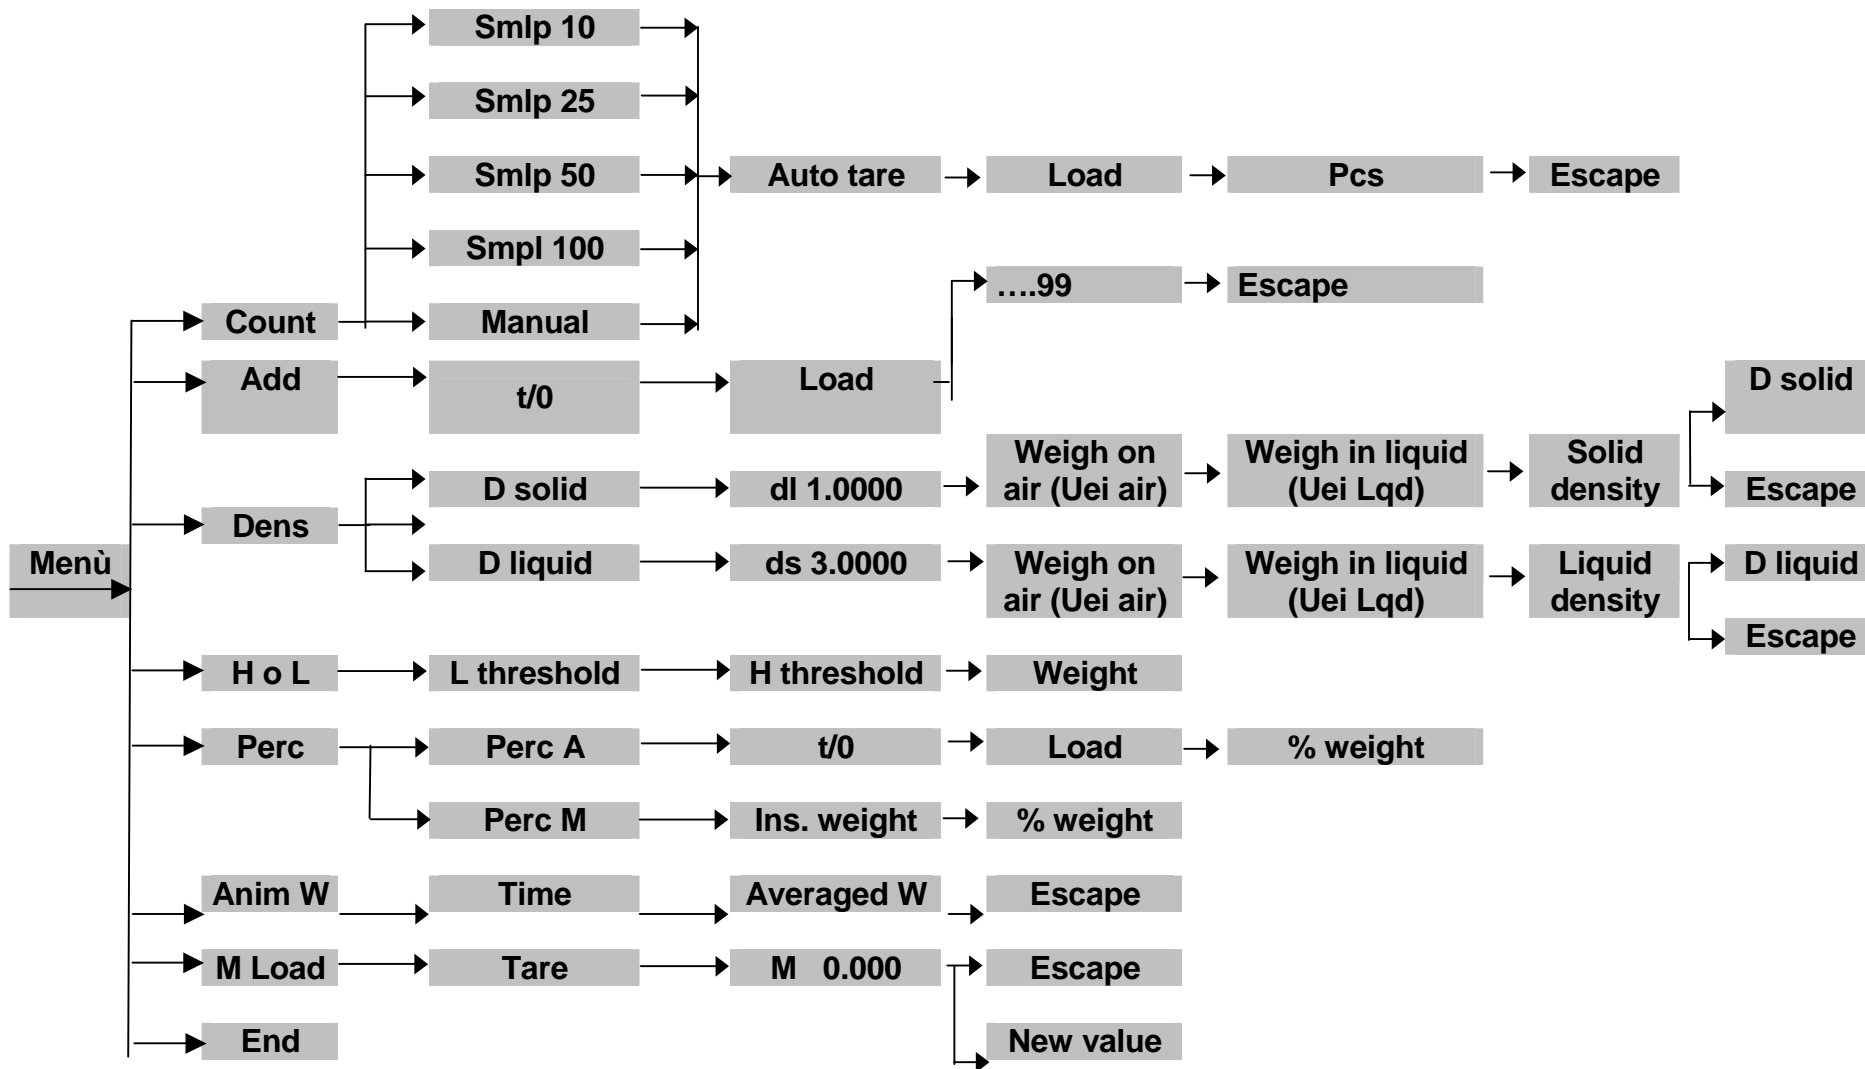 Smlp 10
Smlp 25
Smlp 50 Auto tare Load Pcs Escape
Smpl 100
….99 Escape
Count Manual
Add t/0 Load
D solid
Escape
Dens
D solid dl 1.0000 Weigh on
air (Uei air) Weigh in liquid
(Uei Lqd) Solid
density
D liquid ds 3.0000 Weigh on
air (Uei air) Weigh in liquid
(Uei Lqd) Liquid
density
D liquid
Escape
Menù
H o L L threshold H threshold Weight
Perc Perc A t/0 Load % weight
Perc M Ins. weight % weight
Anim W Time Averaged W Escape
M Load Tare M 0.000 Escape
End New value